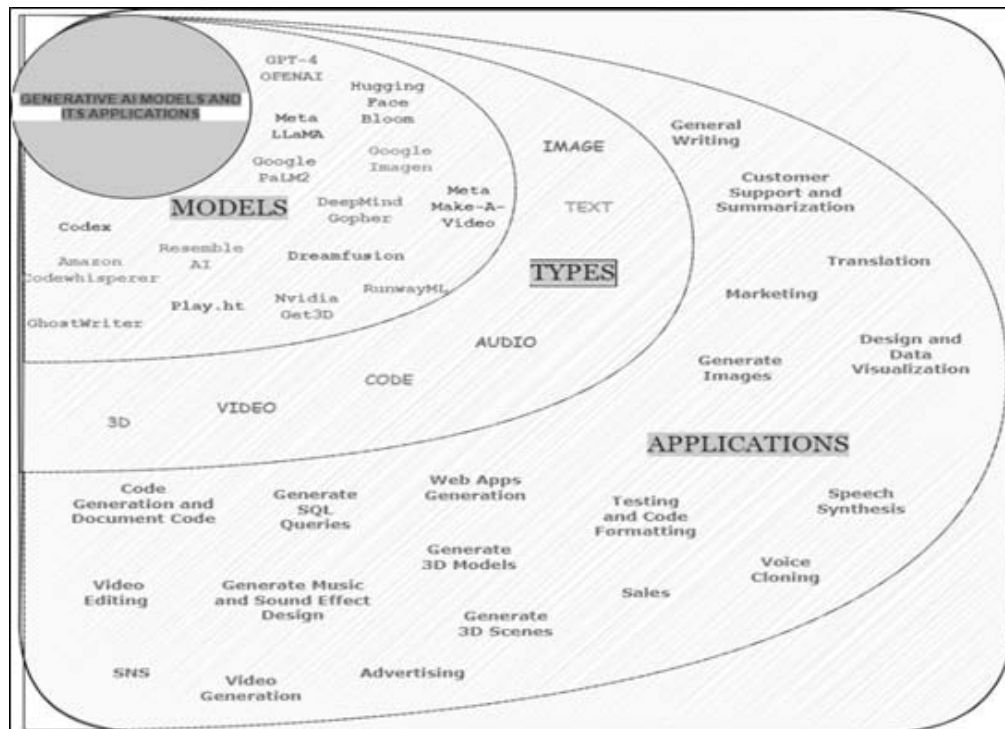 GENERATIVE AI MODELS AND
ITS APPLICATIONS
GPT-4
OPENAI
Hugging
Face
Bloom
Meta
LLaMA
Google
PaLM2
Google
Imagen
MODELS
DeepMind
Gopher
Meta
Make-A-
Video
Codex
Resemble
AI
Dreamfusion
Amazon
Codewhisperer
Play.ht
Nvidia
Get3D
RunwayML
GhostWriter
IMAGE
TEXT
TYPES
AUDIO
CODE
VIDEO
3D
General
Writing
Customer
Support and
Summarization
Translation
Marketing
Generate
Images
Design and
Data
Visualization
APPLICATIONS
Code
Generation and
Document Code
Generate
SQL
Queries
Web Apps
Generation
Testing
and Code
Formatting
Speech
Synthesis
Generate
3D Models
Voice
Cloning
Video
Editing
Generate Music
and Sound Effect
Design
Sales
Generate
3D Scenes
SNS
Video
Generation
Advertising